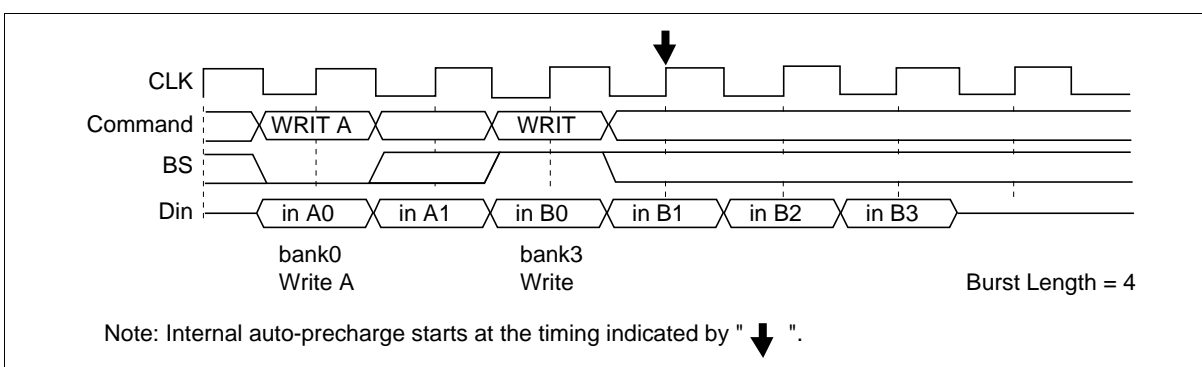 CLK
Command WRIT A WRIT
BS
Din in A0 in A1 in B0 in B1 in B2 in B3
bank0 bank3
Write A Write Burst Length = 4
Note: Internal auto-precharge starts at the timing indicated by " ".